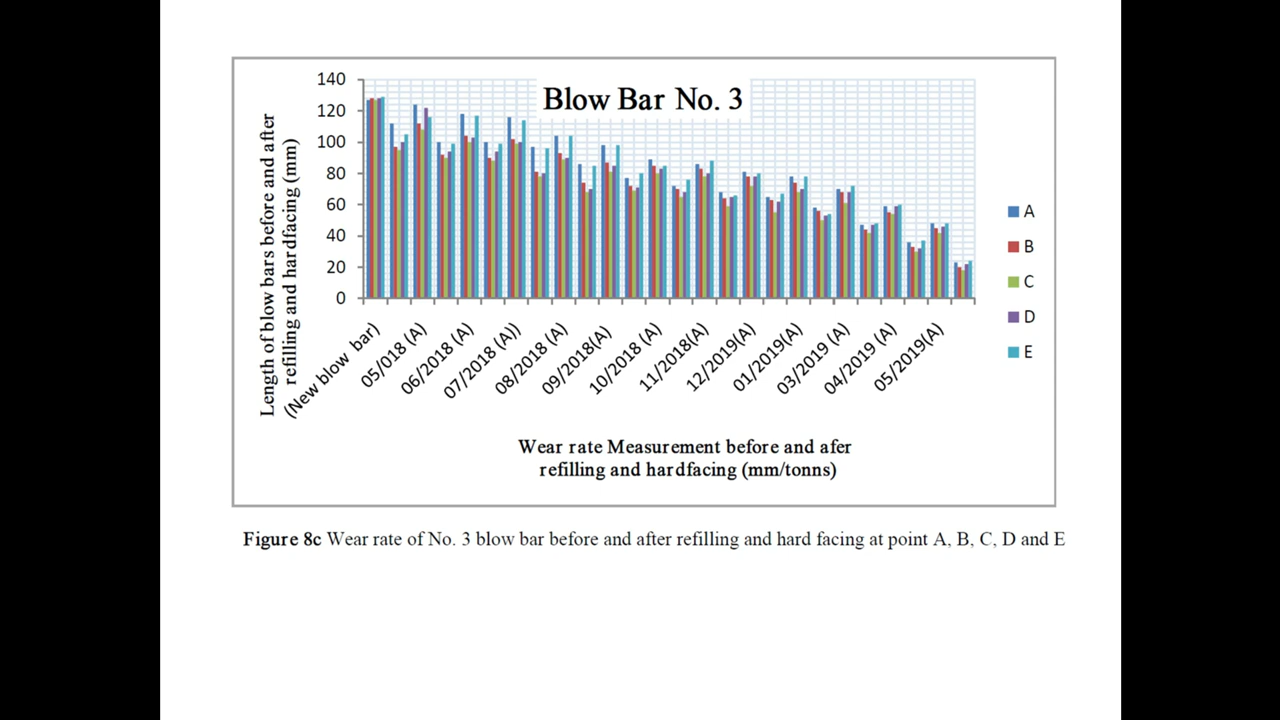 Blow Bar No. 3
Length of blow bars before and after
refilling and hardfacing (mm)
140
120
100
80
60
40
20
0
(New blow bar)
05/018 (A)
06/2018 (A)
07/2018 (A))
08/2018 (A)
09/2018(A)
10/2018 (A)
11/2018(A)
12/2019(A)
01/2019(A)
03/2019 (A)
04/2019 (A)
05/2019(A)
A
B
C
D
E
Wear rate Measurement before and afer
refilling and hardfacing (mm/tonns)
Figure 8c Wear rate of No. 3 blow bar before and after refilling and hard facing at point A, B, C, D and E